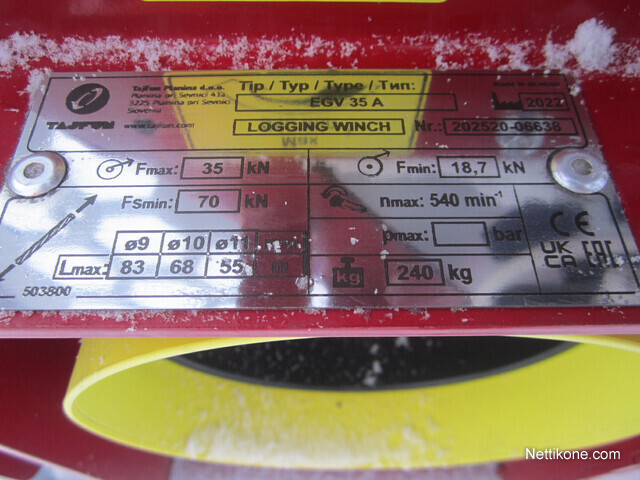 Tajfun Planina d.o.o.
Planina pri Sevnici 41a
3225 Planina pri Sevnici
Slovenia
TAJFUN www.tajfun.com
Tip / Typ / Type / Тип:
EGV 35 A
LOGGING WINCH
2022
Nr.: 202520-06638
Fmax: 35 kN
Fmin: 18,7 kN
FSmin: 70 kN
nmax: 540 min⁻¹
pmax: bar
ø9 ø10 ø11 mm
Lmax: 83 68 55 m
kg 240 kg
CE
UK
CA
EAC
503800
Nettikone.com